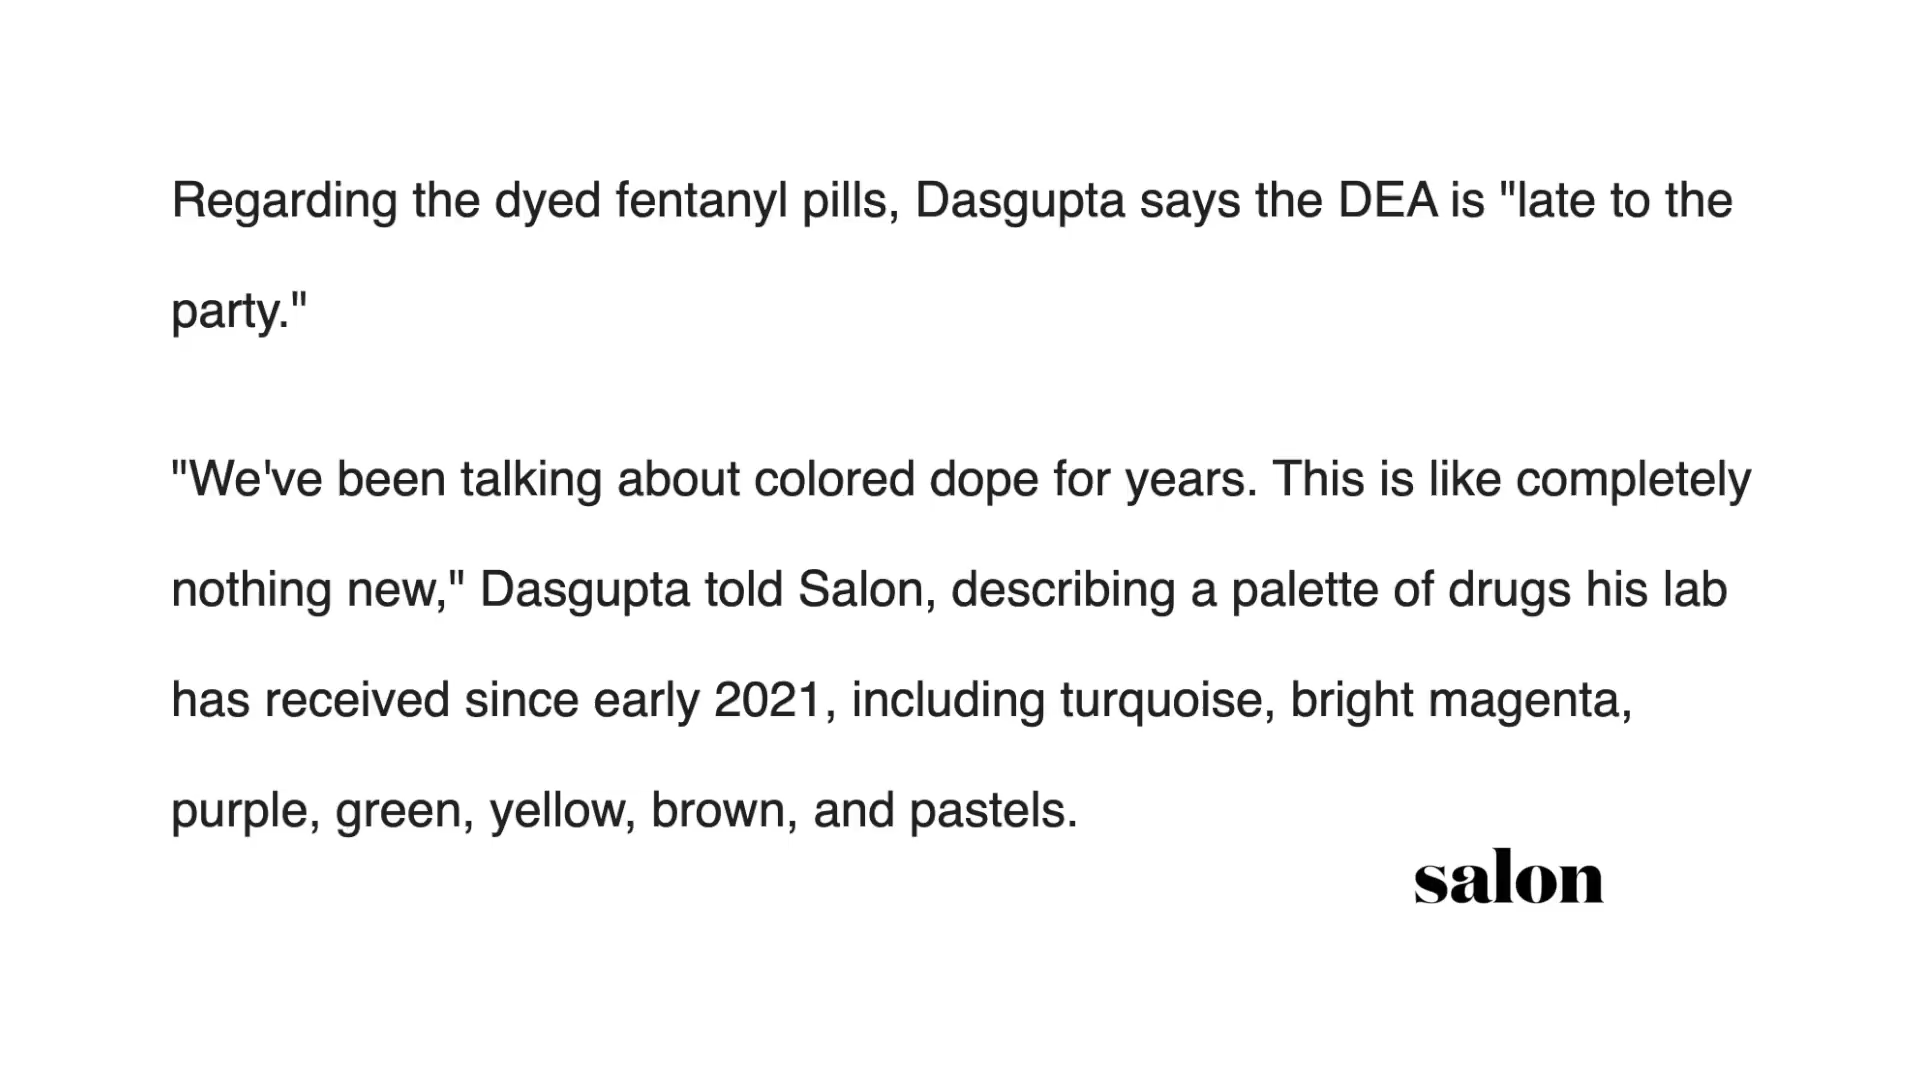 Regarding the dyed fentanyl pills, Dasgupta says the DEA is "late to the
party."
"We've been talking about colored dope for years. This is like completely
nothing new," Dasgupta told Salon, describing a palette of drugs his lab
has received since early 2021, including turquoise, bright magenta,
purple, green, yellow, brown, and pastels.
salon